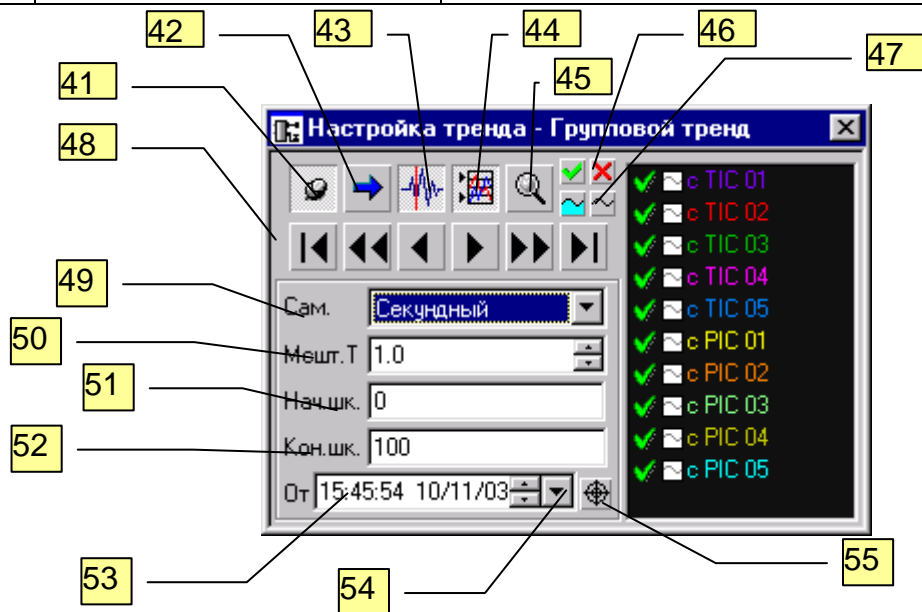 42
43
44
46
47
41
45
48
Настройка тренда - Групповой тренд
c TIC 01
c TIC 02
c TIC 03
c TIC 04
c TIC 05
c PIC 01
c PIC 02
c PIC 03
c PIC 04
c PIC 05
49
Сам. Секундный
50
Мсшт.Т 1.0
51
Нач.шк. 0
52
Кон.шк. 100
От 15:45:54 10/11/03
53
54
55